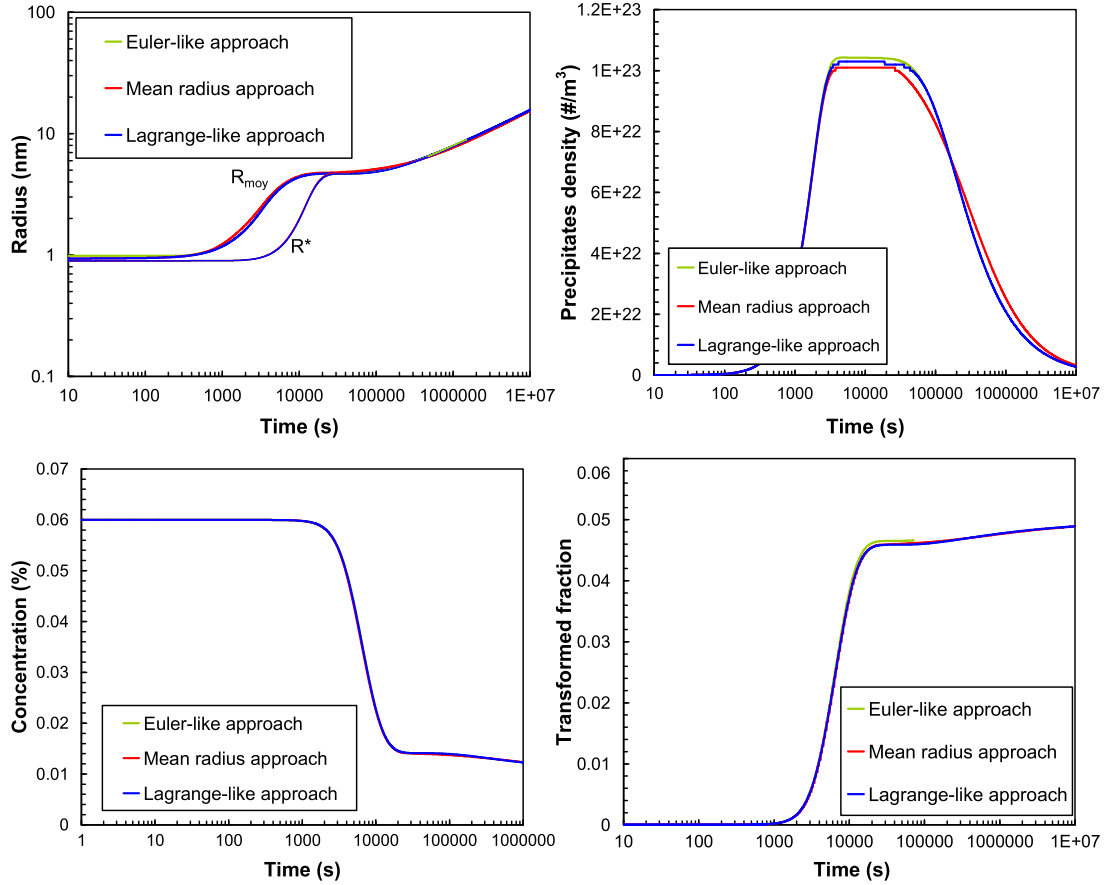 100
10
1
0.1
Radius (nm)
Euler-like approach
Mean radius approach
Lagrange-like approach
Rmoy
R*
10 100 1000 10000 100000 1000000 1E+07
Time (s)
1.2E+23
1E+23
8E+22
6E+22
4E+22
2E+22
0
Precipitates density (#/m³)
Euler-like approach
Mean radius approach
Lagrange-like approach
10 100 1000 10000 100000 1000000 1E+07
Time (s)
0.07
0.06
0.05
0.04
0.03
0.02
0.01
0
Concentration (%)
Euler-like approach
Mean radius approach
Lagrange-like approach
1 10 100 1000 10000 100000 1000000
Time (s)
0.06
0.05
0.04
0.03
0.02
0.01
0.00
Transformed fraction
Euler-like approach
Mean radius approach
Lagrange-like approach
10 100 1000 10000 100000 1000000 1E+07
Time (s)